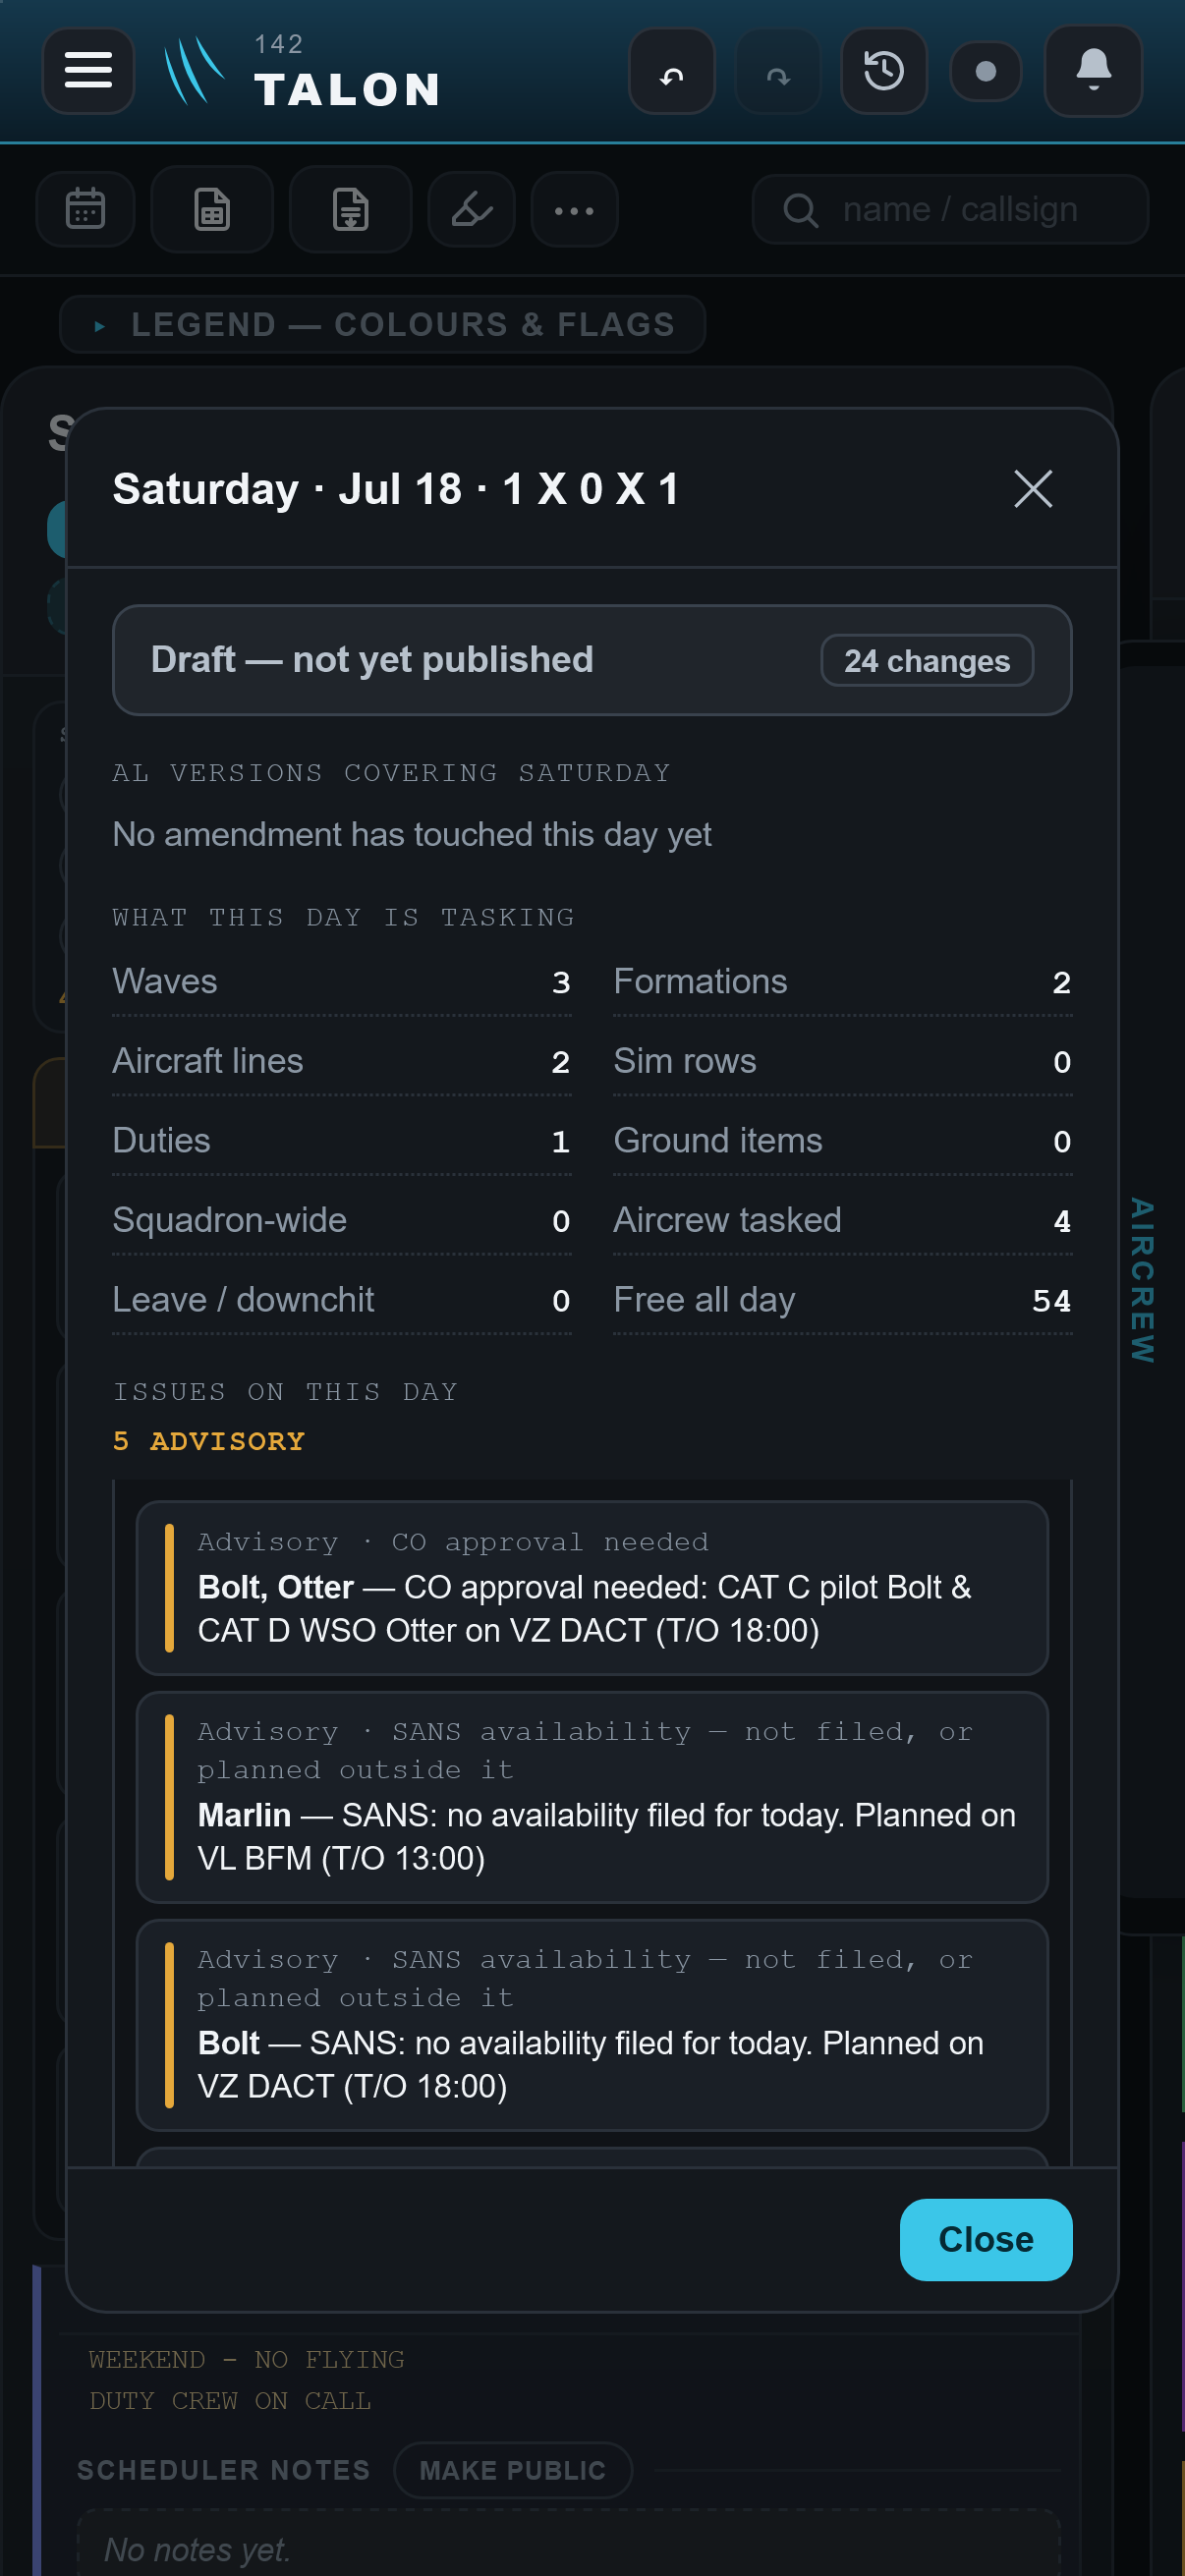 142
TALON
name / callsign
▸ LEGEND — COLOURS & FLAGS
Saturday · Jul 18 · 1 X 0 X 1
Draft — not yet published
24 changes
AL VERSIONS COVERING SATURDAY
No amendment has touched this day yet
WHAT THIS DAY IS TASKING
Waves 3 Formations 2
Aircraft lines 2 Sim rows 0
Duties 1 Ground items 0
Squadron-wide 0 Aircrew tasked 4
Leave / downchit 0 Free all day 54
AIRCREW
ISSUES ON THIS DAY
5 ADVISORY
Advisory · CO approval needed
Bolt, Otter — CO approval needed: CAT C pilot Bolt &
CAT D WSO Otter on VZ DACT (T/O 18:00)
Advisory · SANS availability — not filed, or
planned outside it
Marlin — SANS: no availability filed for today. Planned on
VL BFM (T/O 13:00)
Advisory · SANS availability — not filed, or
planned outside it
Bolt — SANS: no availability filed for today. Planned on
VZ DACT (T/O 18:00)
Close
WEEKEND – NO FLYING
DUTY CREW ON CALL
SCHEDULER NOTES MAKE PUBLIC
No notes yet.